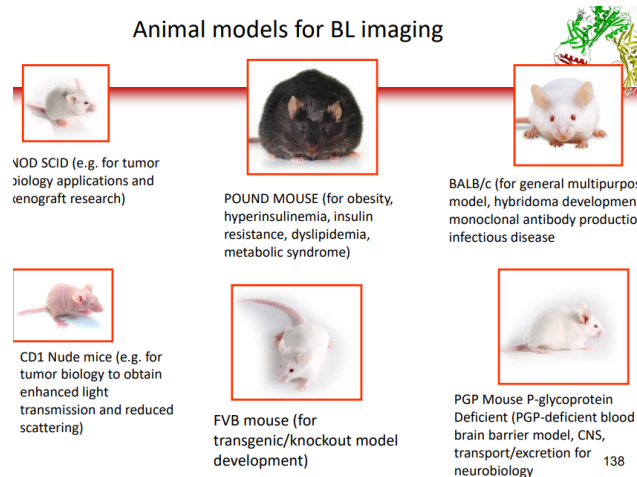 Animal models for BL imaging
NOD SCID (e.g. for tumor
biology applications and
xenograft research)
POUND MOUSE (for obesity,
hyperinsulinemia, insulin
resistance, dyslipidemia,
metabolic syndrome)
BALB/c (for general multipurpos
model, hybridoma developmen
monoclonal antibody productio
infectious disease
CD1 Nude mice (e.g. for
tumor biology to obtain
enhanced light
transmission and reduced
scattering)
FVB mouse (for
transgenic/knockout model
development)
PGP Mouse P-glycoprotein
Deficient (PGP-deficient blood
brain barrier model, CNS,
transport/excretion for
neurobiology
138